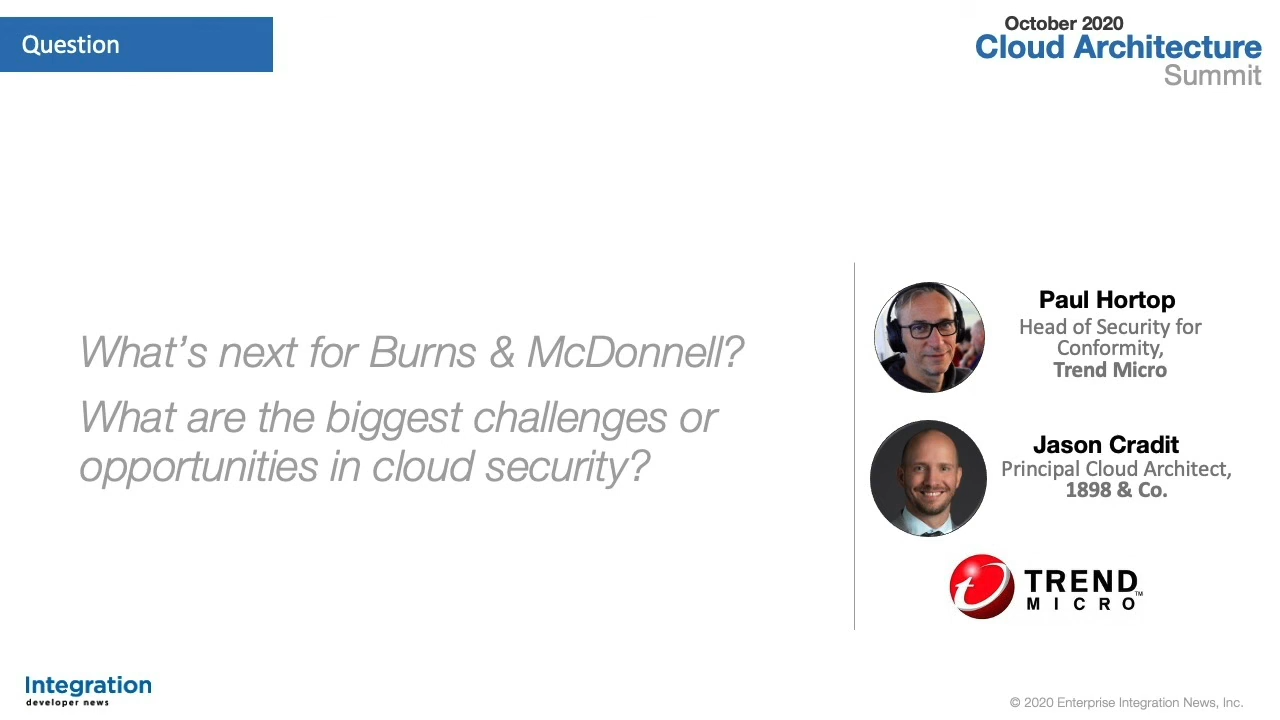 Question
October 2020
Cloud Architecture
Summit
What's next for Burns & McDonnell?
What are the biggest challenges or
opportunities in cloud security?
Paul Hortop
Head of Security for
Conformity,
Trend Micro
Jason Cradit
Principal Cloud Architect,
1898 & Co.
TREND
MICRO™
Integration
developer news
© 2020 Enterprise Integration News, Inc.